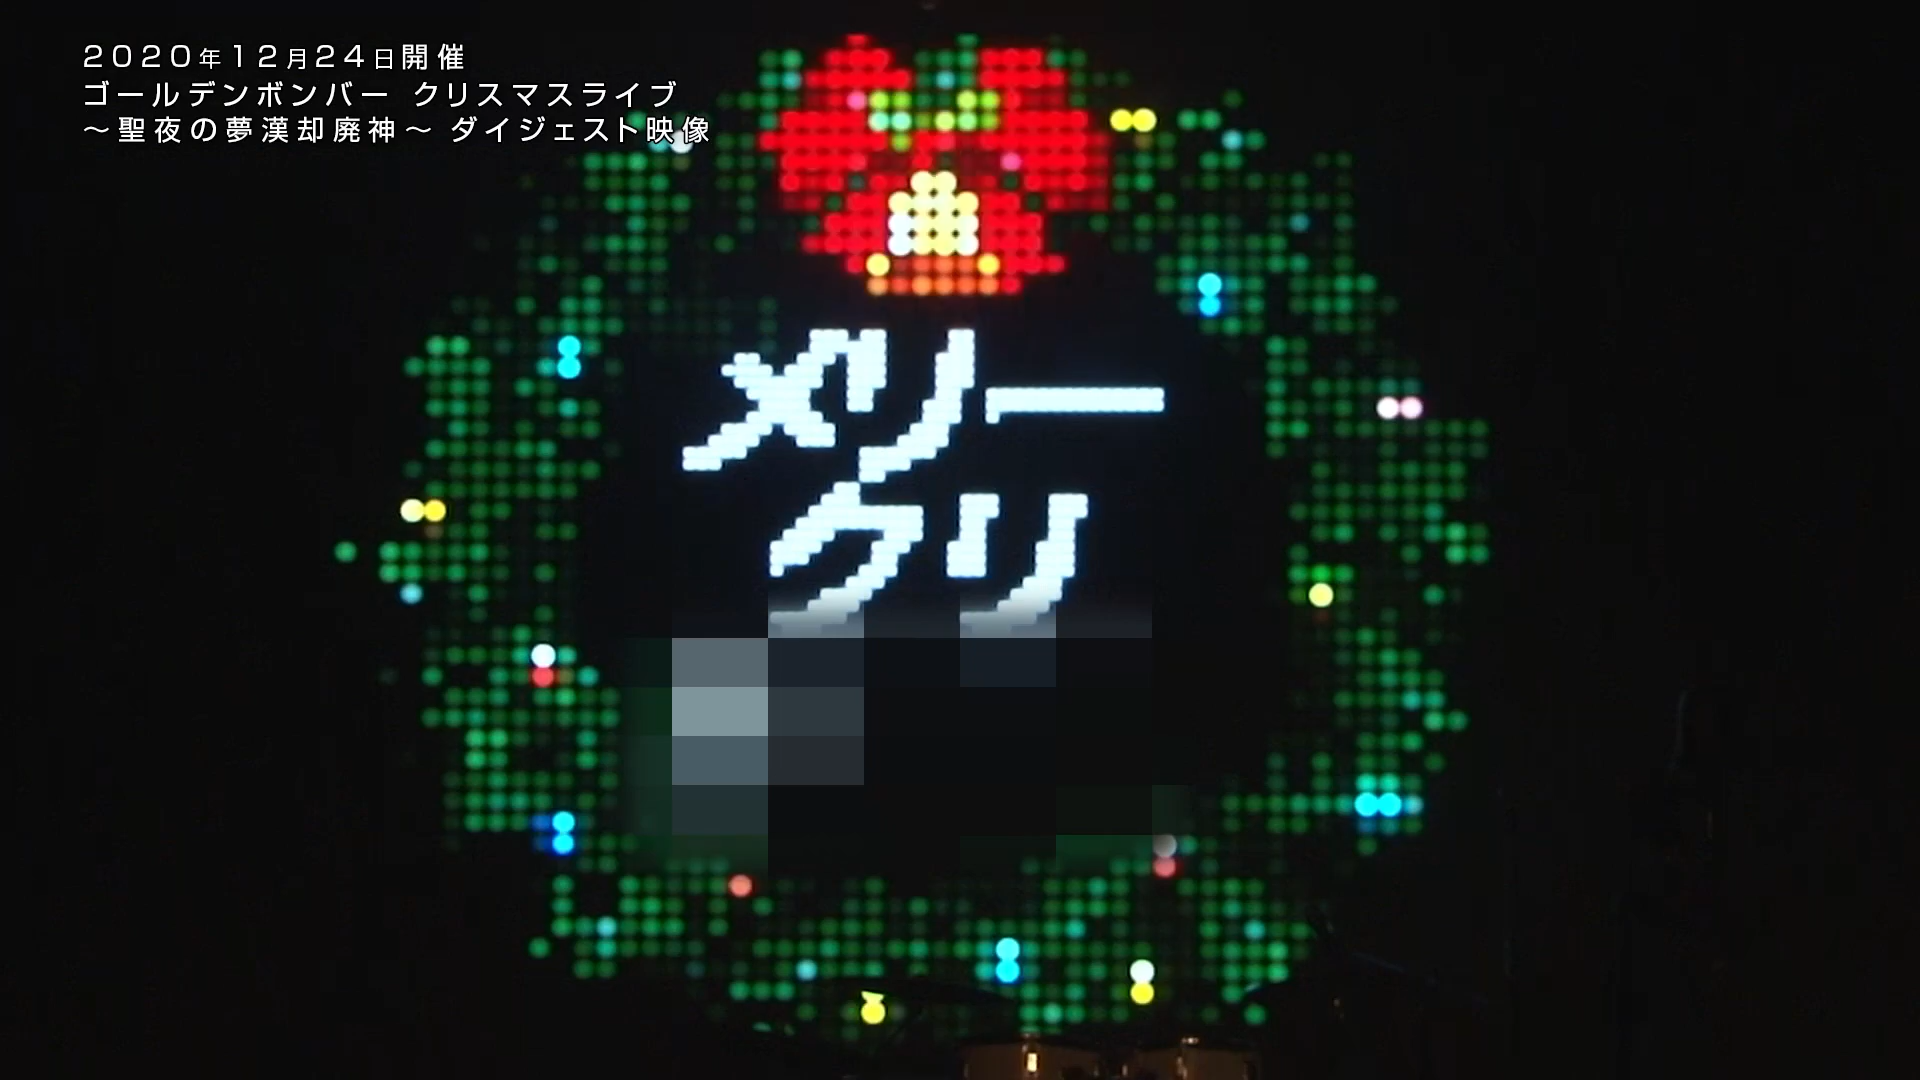 2020年12月24日開催
ゴールデンボンバー クリスマスライブ
～聖夜の夢漢却廃神～ ダイジェスト映像
メリー
クリ